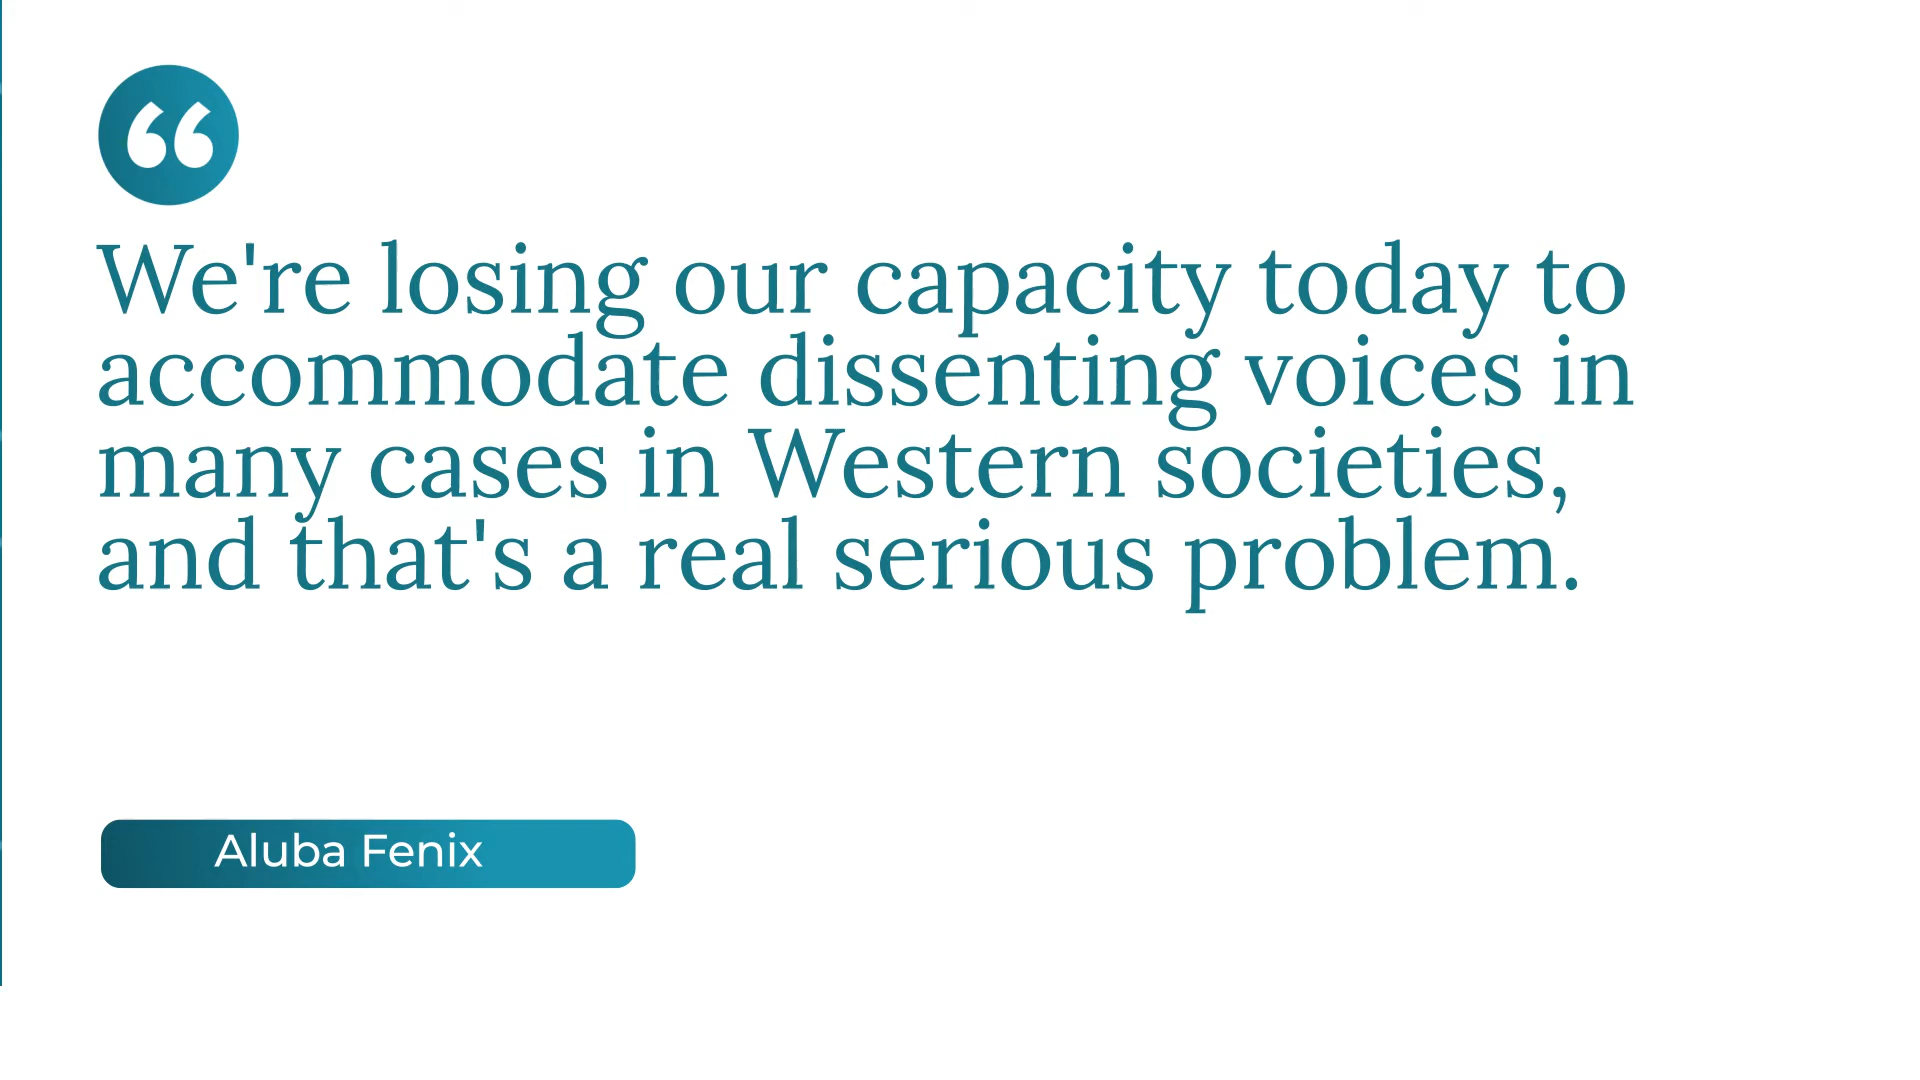 “
We're losing our capacity today to
accommodate dissenting voices in
many cases in Western societies,
and that's a real serious problem.
Aluba Fenix